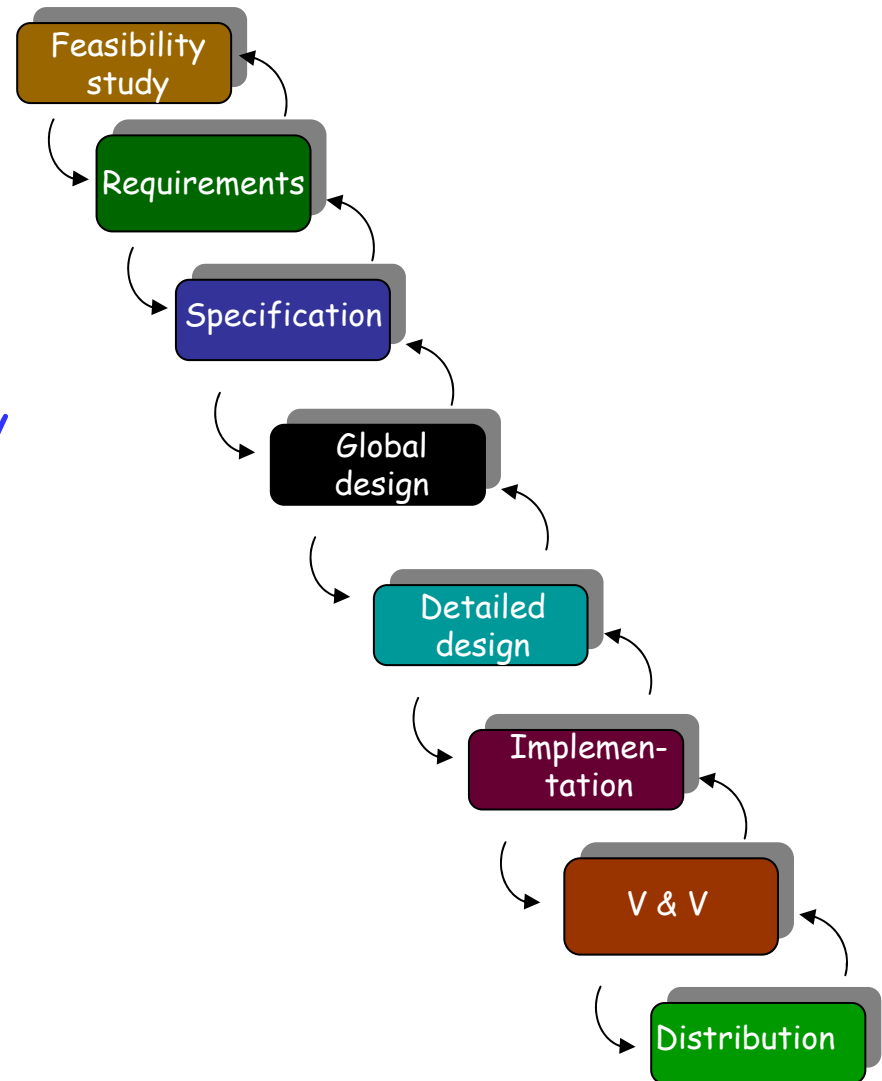 Feasibility
study
Requirements
Specification
Global
design
Detailed
design
Implemen-
tation
V & V
Distribution